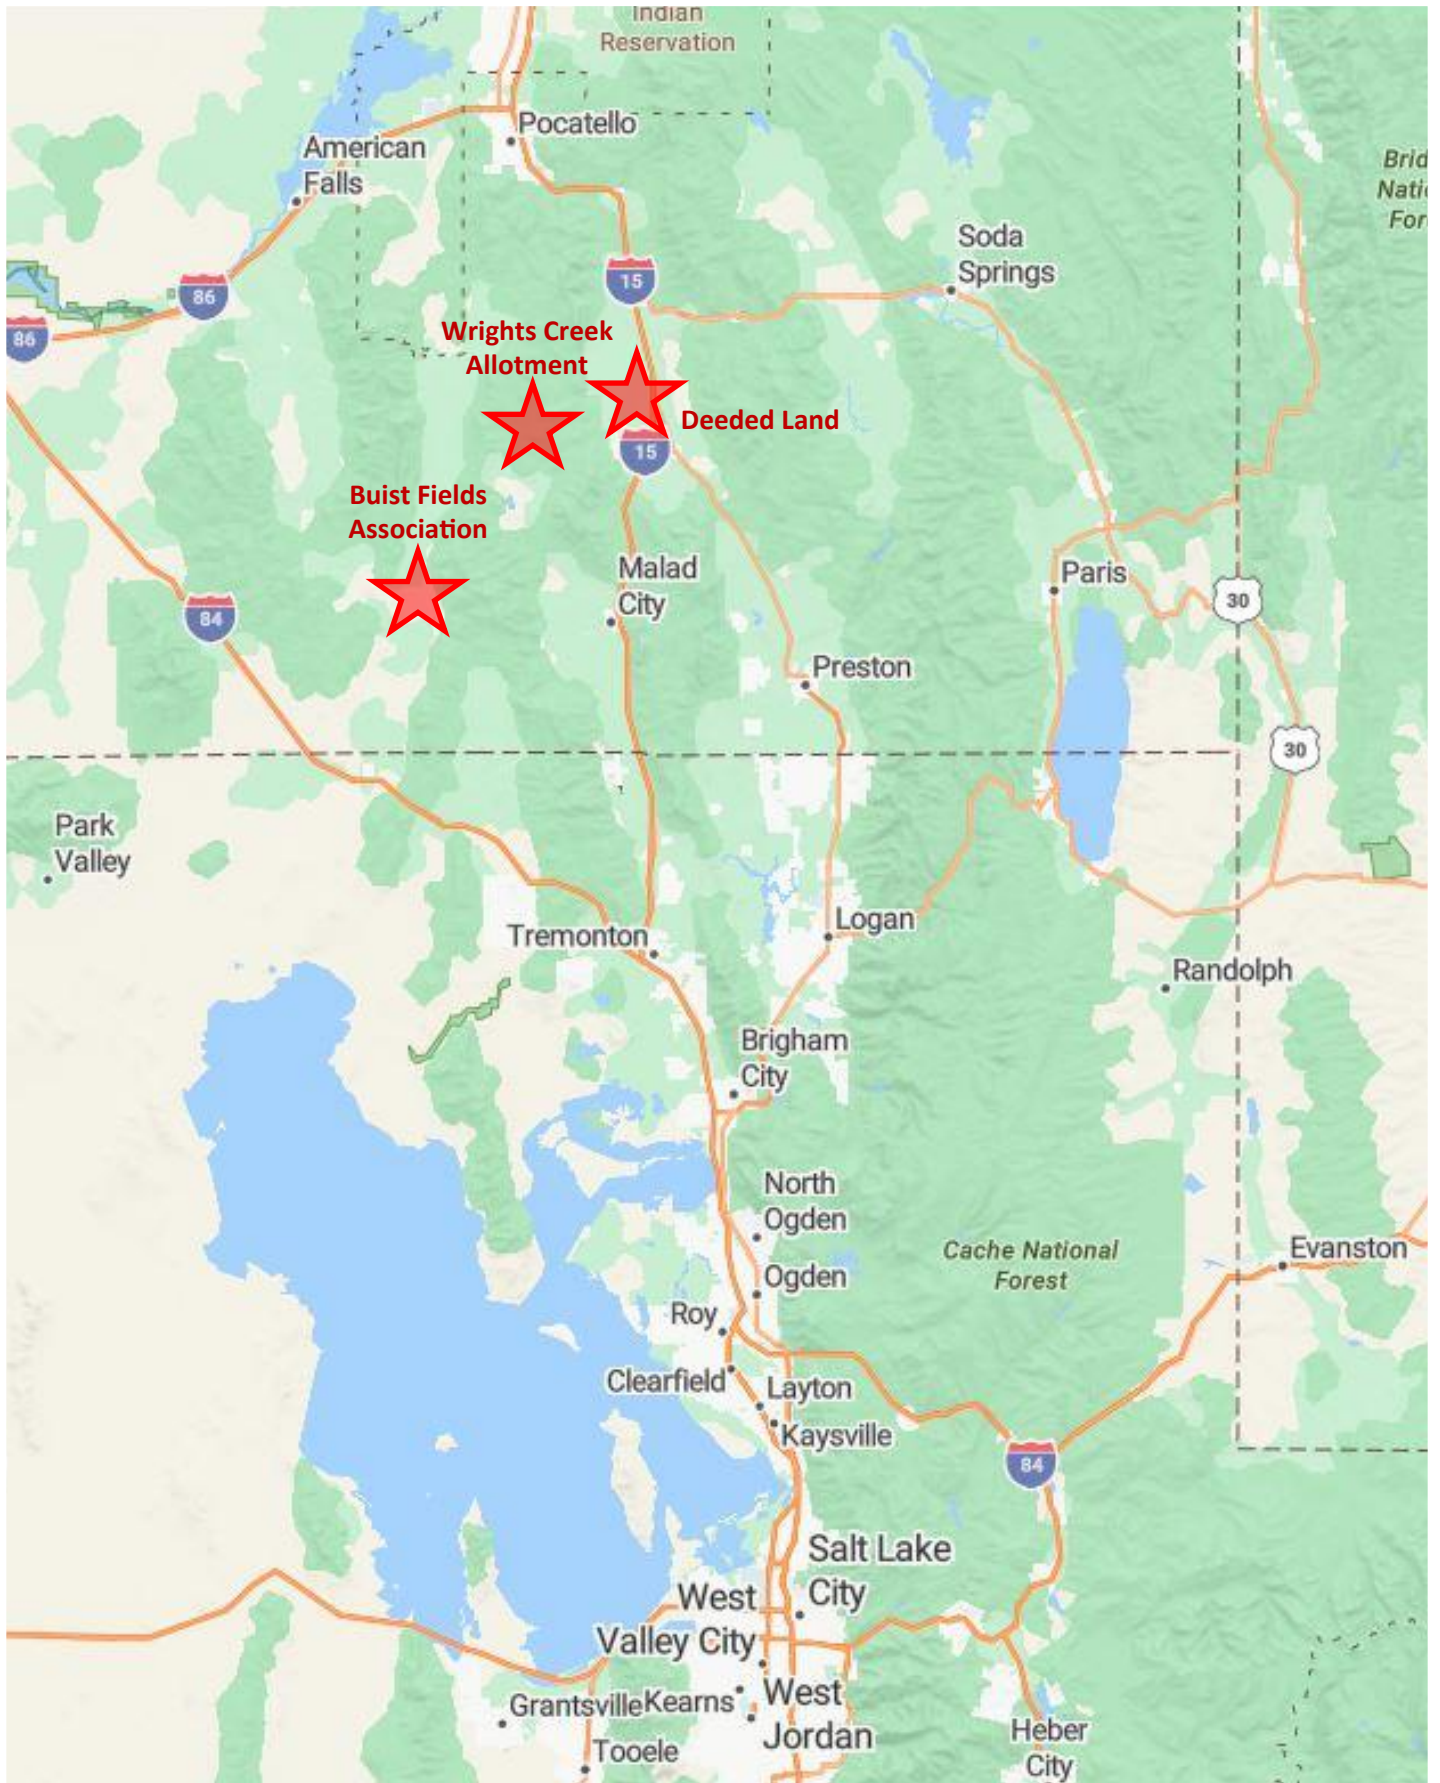 Indian
Reservation
Pocatello
American
Falls
Brid
Nati
For
Soda
Springs
15
86
86
Wrights Creek
Allotment
Deeded Land
15
Buist Fields
Association
Malad
City
Paris
84
30
Preston
30
Park
Valley
Logan
Tremonton
Randolph
Brigham
City
North
Ogden
Cache National
Forest
Evanston
Ogden
Roy
Clearfield
Layton
Kaysville
84
Salt Lake
City
West
Valley City
West
Jordan
Grantsville
Kearns
Heber
City
Tooele